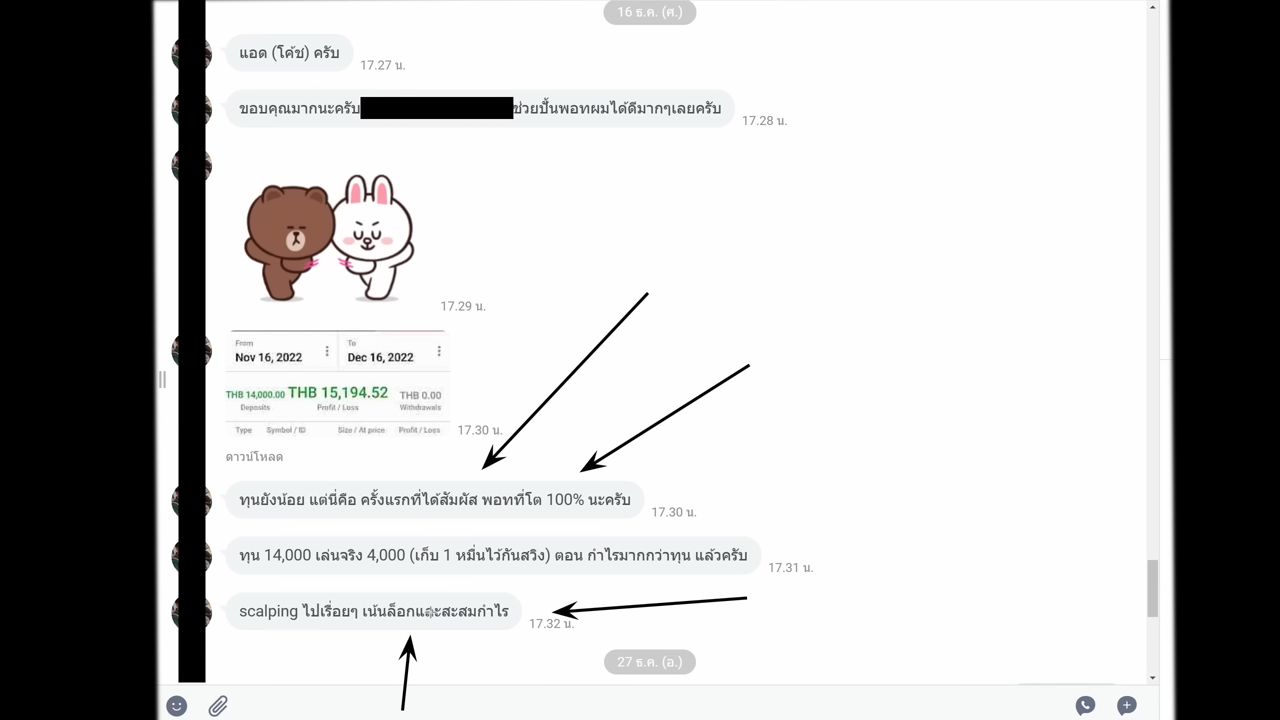 16 ธ.ค. (ศ.)
แอด (โค้ช) ครับ
17.27 น.
ขอบคุณมากนะครับ ช่วยปั้นพอทผมได้ดีมากๆเลยครับ
17.28 น.
17.29 น.
From
To
Nov 16, 2022
Dec 16, 2022
THB 14,000.00 THB 15,194.52 THB 0.00
Deposits Profit / Loss Withdrawals
Type Symbol / ID Size / At price Profit / Loss
17.30 น.
ดาวน์โหลด
ทุนยังน้อย แต่นี่คือ ครั้งแรกที่ได้สัมผัส พอทที่โต 100% นะครับ
17.30 น.
ทุน 14,000 เล่นจริง 4,000 (เก็บ 1 หมื่นไว้กันสวิง) ตอน กำไรมากกว่าทุน แล้วครับ
17.31 น.
scalping ไปเรื่อยๆ เน้นล็อกและสะสมกำไร
17.32 น.
27 ธ.ค. (อ.)